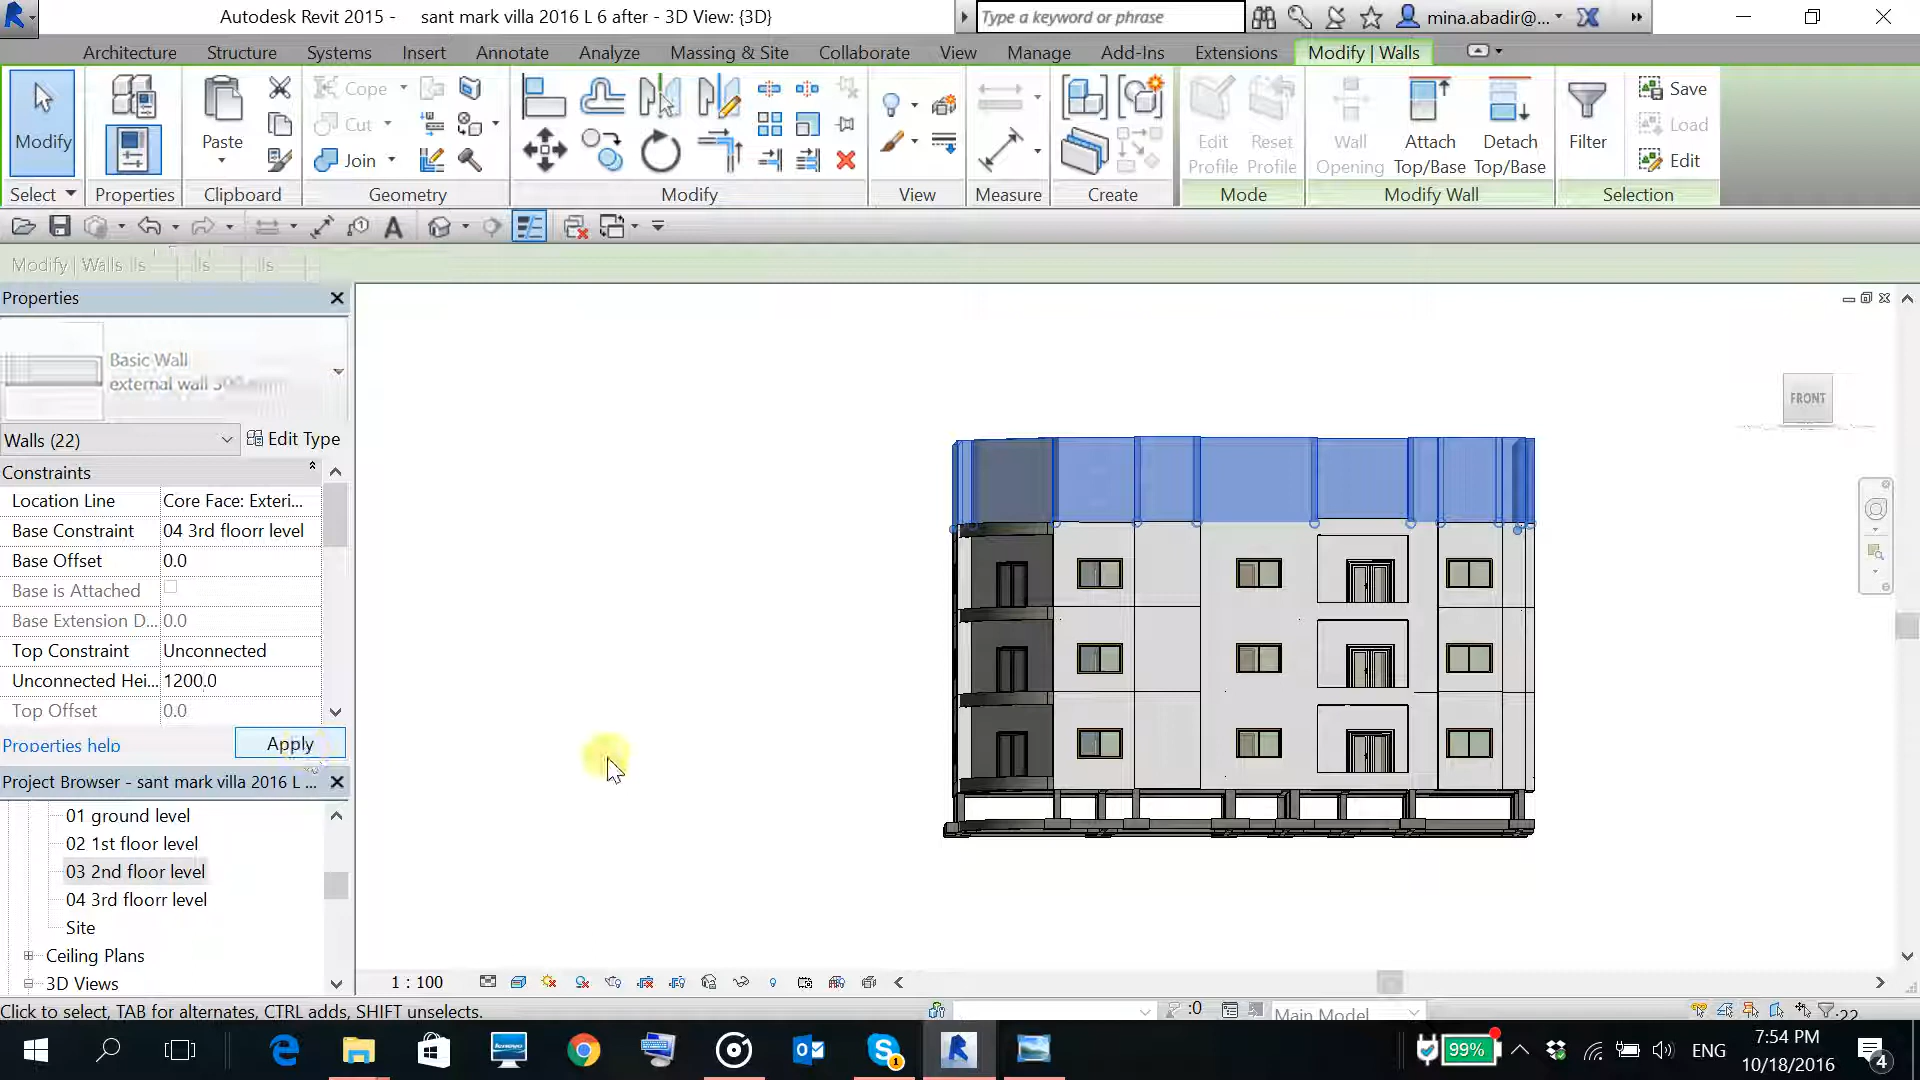 Autodesk Revit 2015 - sant mark villa 2016 L 6 after - 3D View: {3D}
Type a keyword or phrase
mina.abadir@...
Architecture Structure Systems Insert Annotate Analyze Massing & Site Collaborate View Manage Add-Ins Extensions Modify | Walls
Modify
Paste
Cope
Cut
Join
Edit Profile
Reset Profile
Wall Opening
Attach Top/Base
Detach Top/Base
Filter
Save
Load
Edit
Select Properties Clipboard Geometry Modify View Measure Create Mode Modify Wall Selection
Modify | Walls
Properties
Basic Wall
external wall
Walls (22)
Edit Type
Constraints
Location Line Core Face: Exteri...
Base Constraint 04 3rd floorr level
Base Offset 0.0
Base is Attached
Base Extension D... 0.0
Top Constraint Unconnected
Unconnected Hei... 1200.0
Top Offset 0.0
Properties help
Apply
Project Browser - sant mark villa 2016 L ...
01 ground level
02 1st floor level
03 2nd floor level
04 3rd floorr level
Site
Ceiling Plans
3D Views
FRONT
1 : 100
Click to select, TAB for alternates, CTRL adds, SHIFT unselects.
:0
Main Model
:22
99%
ENG
7:54 PM
10/18/2016
4
1